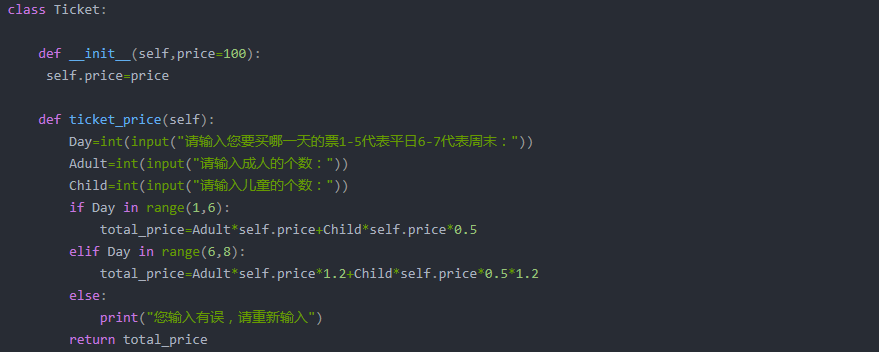 class Ticket:
    def __init__(self,price=100):
     self.price=price
    def ticket_price(self):
        Day=int(input("请输入您要买哪一天的票1-5代表平日6-7代表周末："))
        Adult=int(input("请输入成人的个数："))
        Child=int(input("请输入儿童的个数："))
        if Day in range(1,6):
            total_price=Adult*self.price+Child*self.price*0.5
        elif Day in range(6,8):
            total_price=Adult*self.price*1.2+Child*self.price*0.5*1.2
        else:
            print("您输入有误，请重新输入")
        return total_price